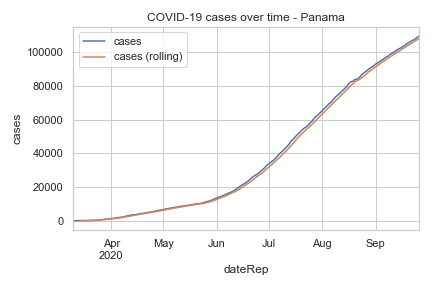 COVID-19 cases over time - Panama
cases
cases (rolling)
100000
80000
60000
40000
20000
0
cases
Apr
2020
May
Jun
Jul
Aug
Sep
dateRep